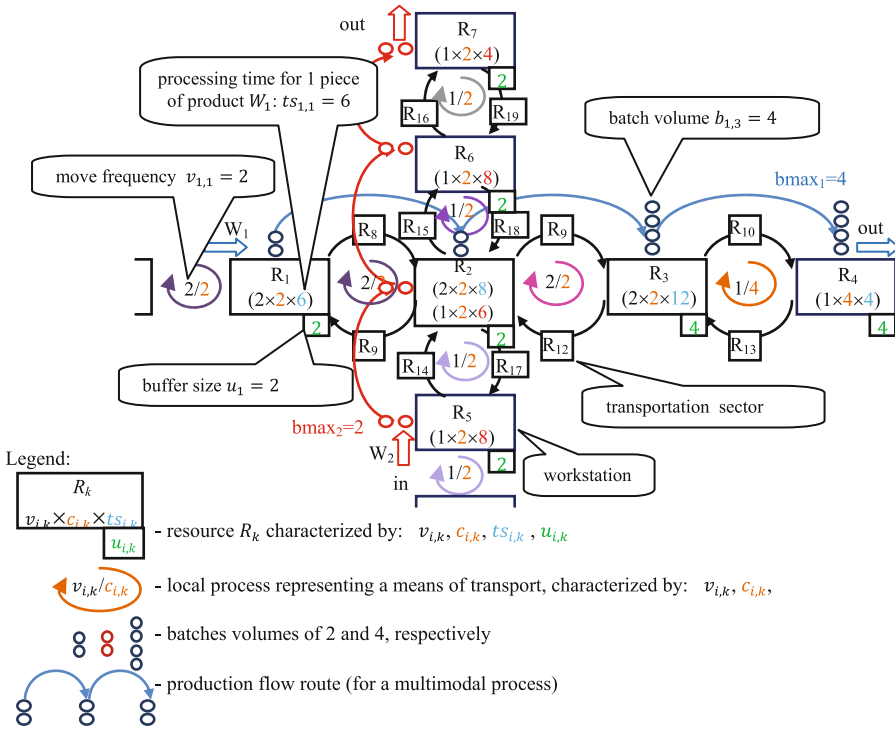 out
R₇
(1×2×4)
2
processing time for 1 piece
of product W₁: ts₁,₁ = 6
1/2
R₁₆
R₁₉
batch volume b₁,₃ = 4
R₆
(1×2×8)
2
move frequency v₁,₁ = 2
bmax₁=4
1/2
W₁
R₈
R₁₅
R₁₈
R₉
R₁₀
out
2/2
R₁
(2×2×6)
2
2/2
R₂
(2×2×8)
(1×2×6)
2
2/2
R₃
(2×2×12)
4
1/4
R₄
(1×4×4)
4
R₉
R₁₂
R₁₃
1/2
R₁₄
R₁₇
buffer size u₁ = 2
transportation sector
R₅
(1×2×8)
2
bmax₂=2
W₂
in
1/2
workstation
Legend:
Rₖ
vᵢ,ₖ×cᵢ,ₖ×tsᵢ,ₖ
uᵢ,ₖ
- resource Rₖ characterized by: vᵢ,ₖ, cᵢ,ₖ, tsᵢ,ₖ , uᵢ,ₖ
vᵢ,ₖ/cᵢ,ₖ
- local process representing a means of transport, characterized by: vᵢ,ₖ, cᵢ,ₖ,
- batches volumes of 2 and 4, respectively
- production flow route (for a multimodal process)